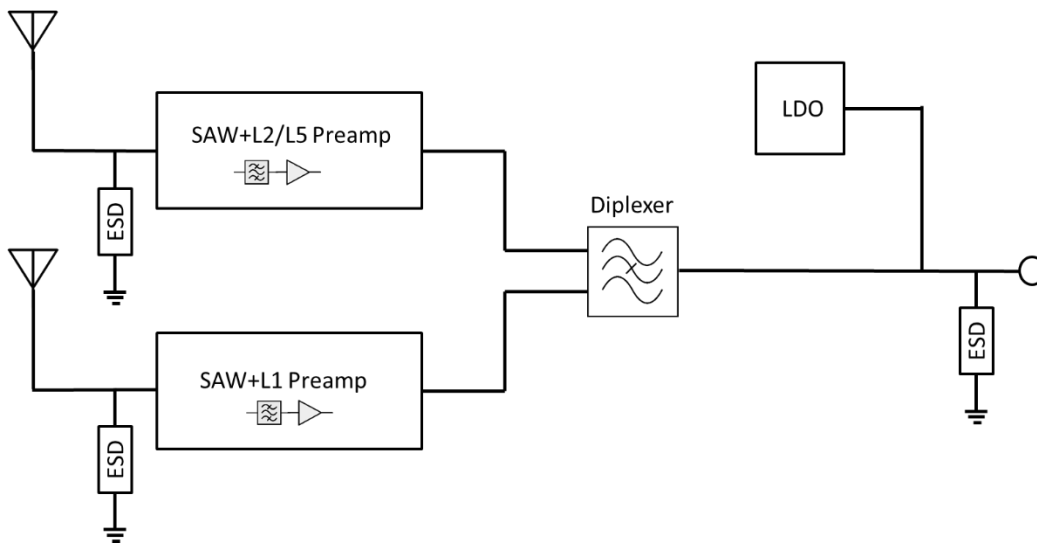 LDO
SAW+L2/L5 Preamp
ESD
Diplexer
ESD
SAW+L1 Preamp
ESD